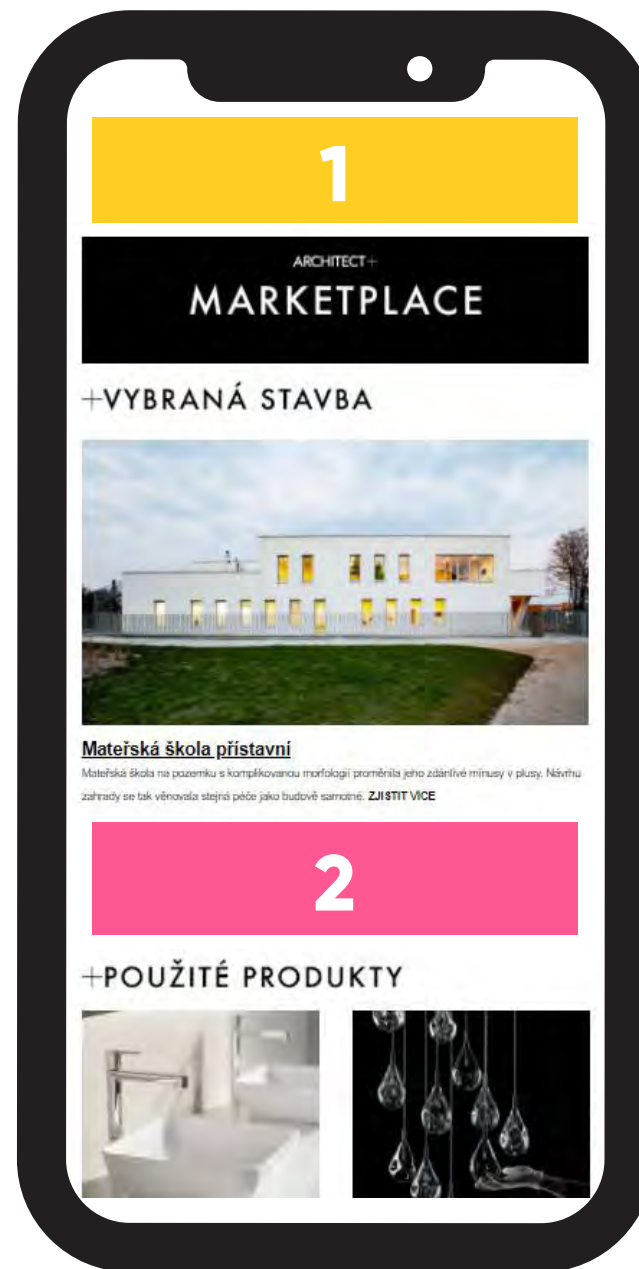 1
ARCHITECT+
MARKETPLACE
+VYBRANÁ STAVBA
Mateřská škola přístavní
Mateřská škola na pozemku s komplikovanou morfologií proměnila jeho zdánlivé mínusy v plusy. Návrhu
zahrady se tak věnovala stejná péče jako budově samotné. ZJISTIT VÍCE
2
+POUŽITÉ PRODUKTY